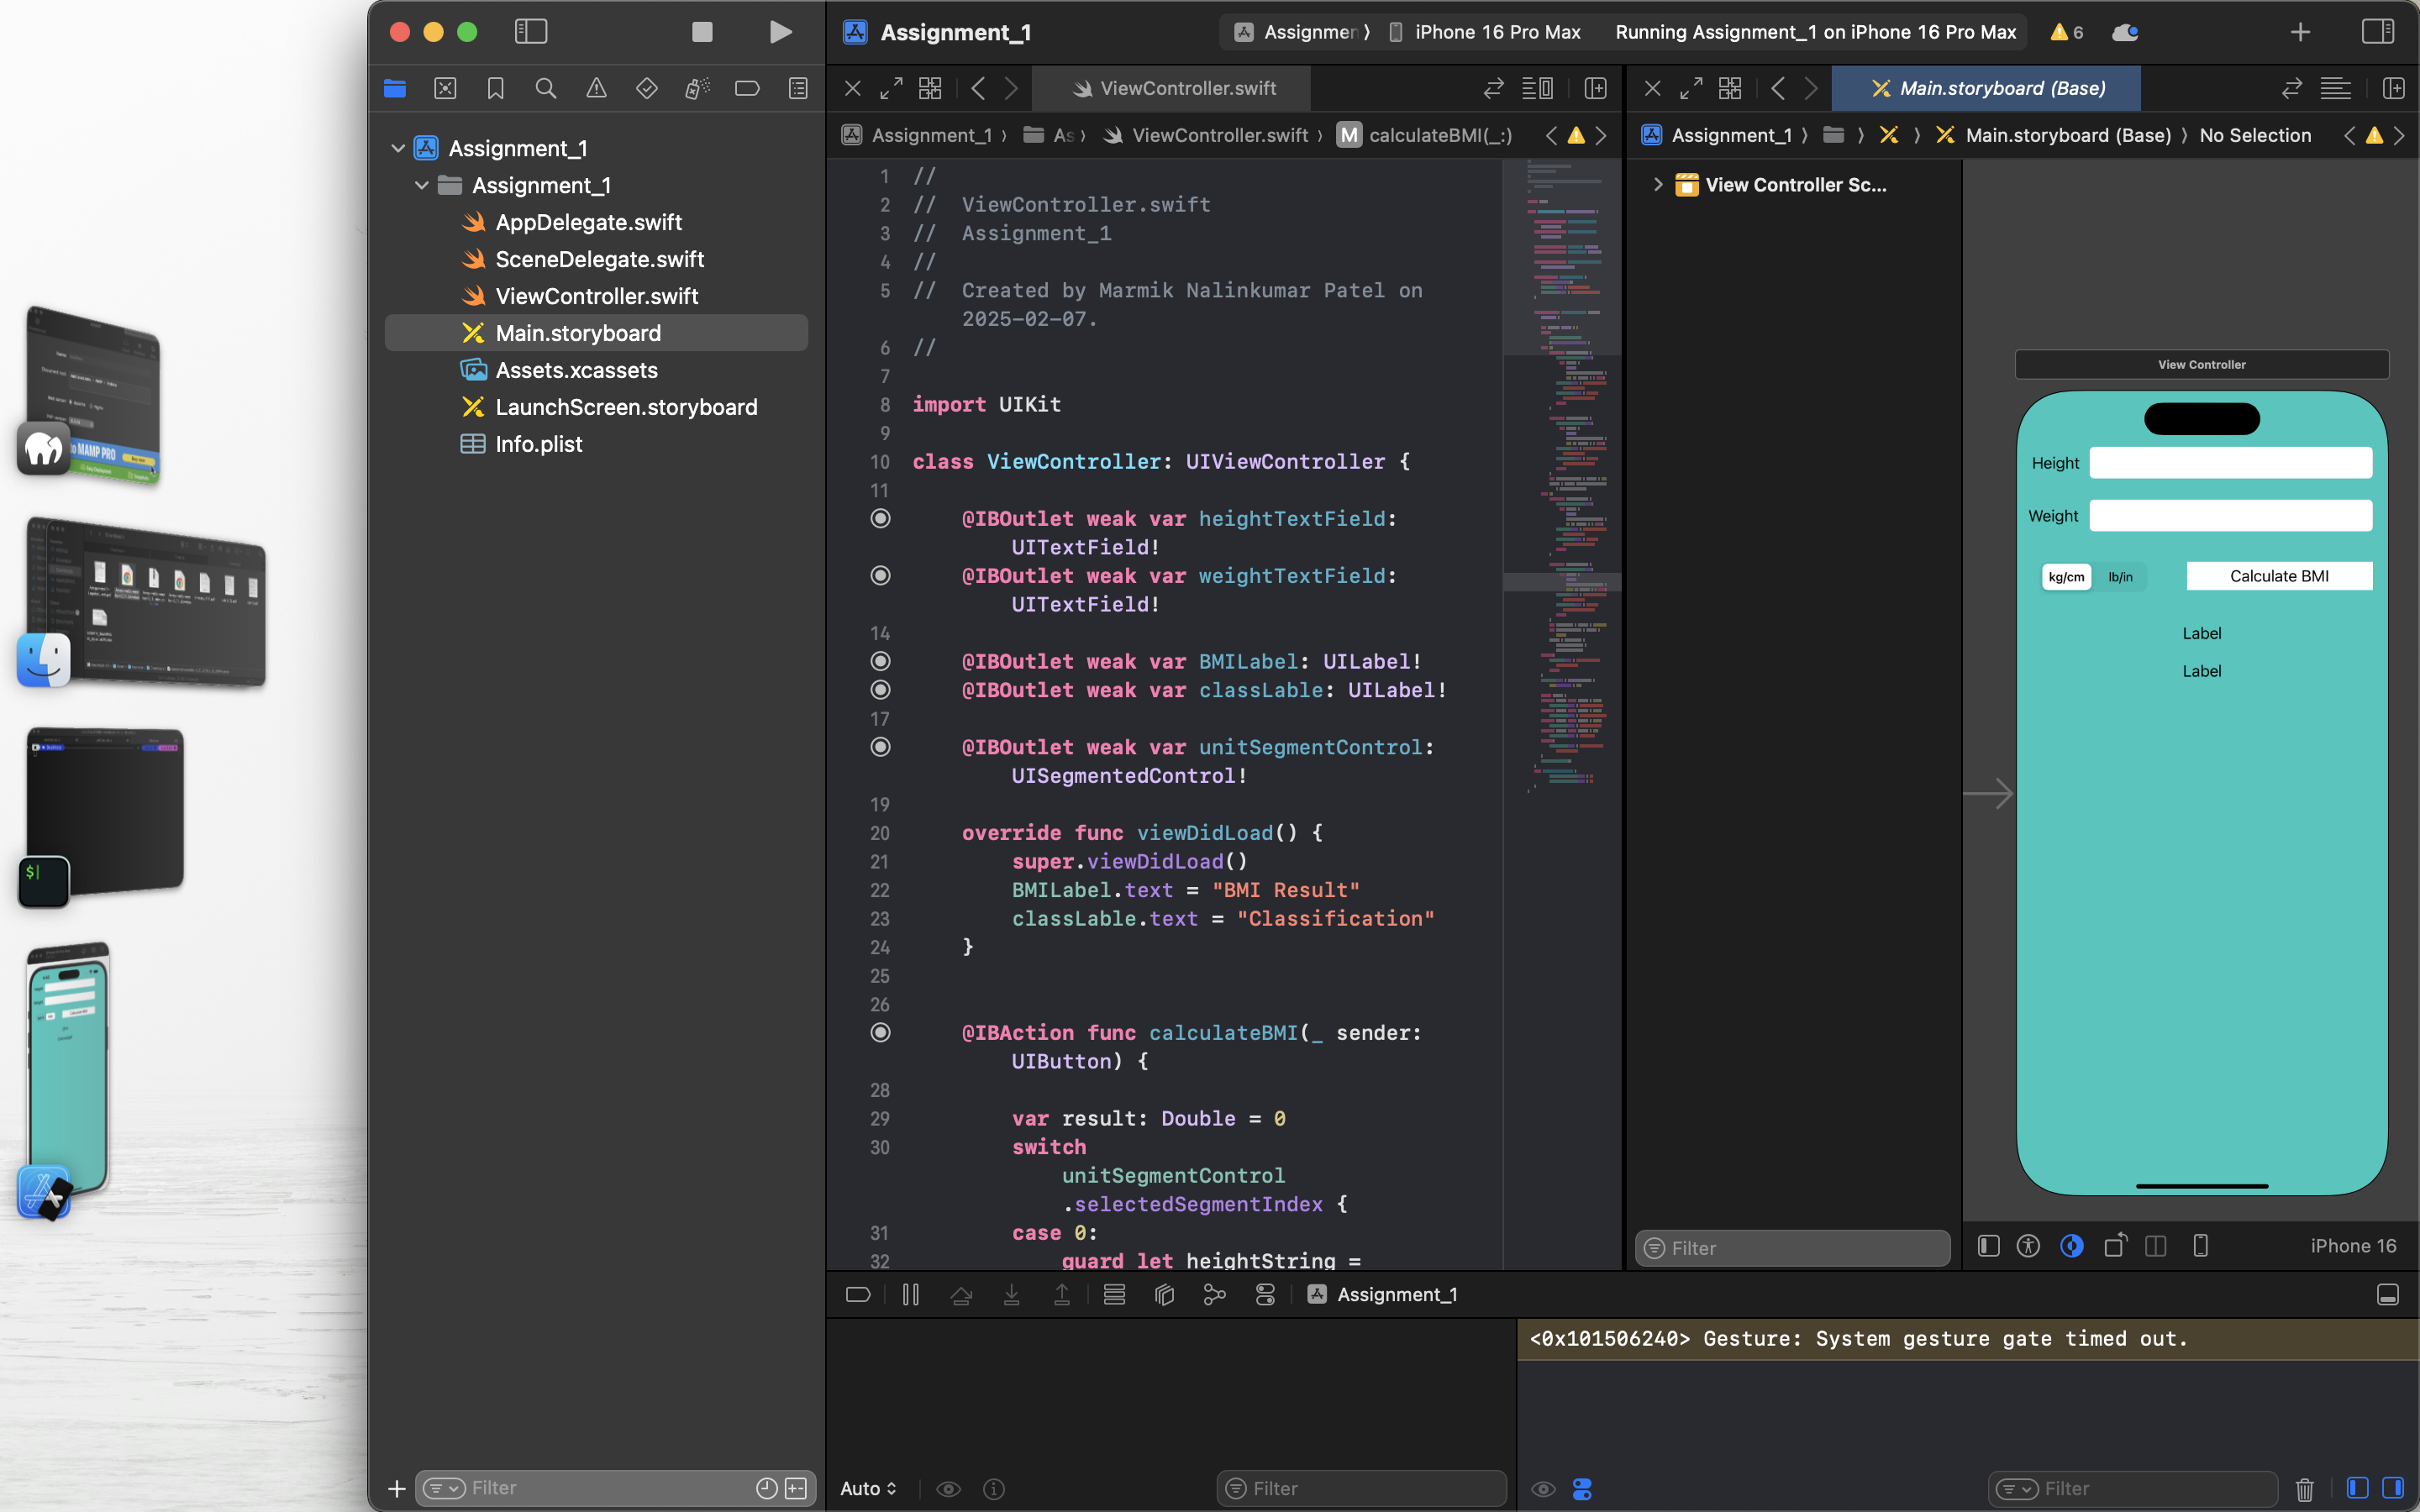 Assignment_1
Assignmen
iPhone 16 Pro Max
Running Assignment_1 on iPhone 16 Pro Max
6
Assignment_1
Assignment_1
AppDelegate.swift
SceneDelegate.swift
ViewController.swift
Main.storyboard
Assets.xcassets
LaunchScreen.storyboard
Info.plist
Filter
ViewController.swift
Assignment_1 〉 As 〉 ViewController.swift 〉 M calculateBMI(_:)
1 //
2 //  ViewController.swift
3 //  Assignment_1
4 //
5 //  Created by Marmik Nalinkumar Patel on
2025-02-07.
6 //
7
8 import UIKit
9
10 class ViewController: UIViewController {
11
@IBOutlet weak var heightTextField:
UITextField!
@IBOutlet weak var weightTextField:
UITextField!
14
@IBOutlet weak var BMILabel: UILabel!
@IBOutlet weak var classLable: UILabel!
17
@IBOutlet weak var unitSegmentControl:
UISegmentedControl!
19
20 override func viewDidLoad() {
21 super.viewDidLoad()
22 BMILabel.text = "BMI Result"
23 classLable.text = "Classification"
24 }
25
26
@IBAction func calculateBMI(_ sender:
UIButton) {
28
29 var result: Double = 0
30 switch
unitSegmentControl
.selectedSegmentIndex {
31 case 0:
32 guard let heightString =
Main.storyboard (Base)
Assignment_1 〉 〉 〉 Main.storyboard (Base) 〉 No Selection
View Controller Sc...
Filter
View Controller
Height
Weight
kg/cm
lb/in
Calculate BMI
Label
Label
iPhone 16
Assignment_1
<0x101506240> Gesture: System gesture gate timed out.
Auto
Filter
Filter
to MAMP PRO
$